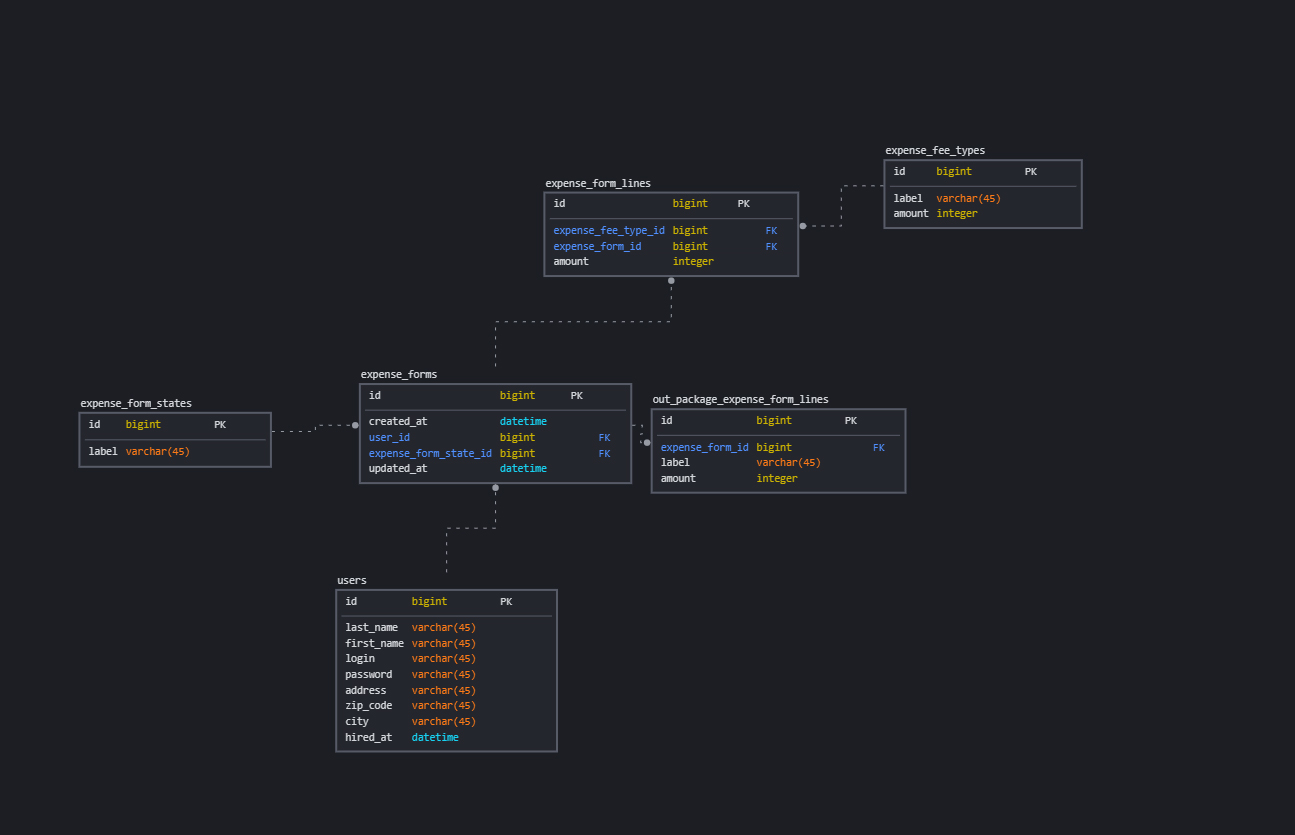 expense_fee_types
id bigint PK
label varchar(45)
amount integer
expense_form_lines
id bigint PK
expense_fee_type_id bigint FK
expense_form_id bigint FK
amount integer
expense_forms
id bigint PK
created_at datetime
user_id bigint FK
expense_form_state_id bigint FK
updated_at datetime
expense_form_states
id bigint PK
label varchar(45)
out_package_expense_form_lines
id bigint PK
expense_form_id bigint FK
label varchar(45)
amount integer
users
id bigint PK
last_name varchar(45)
first_name varchar(45)
login varchar(45)
password varchar(45)
address varchar(45)
zip_code varchar(45)
city varchar(45)
hired_at datetime